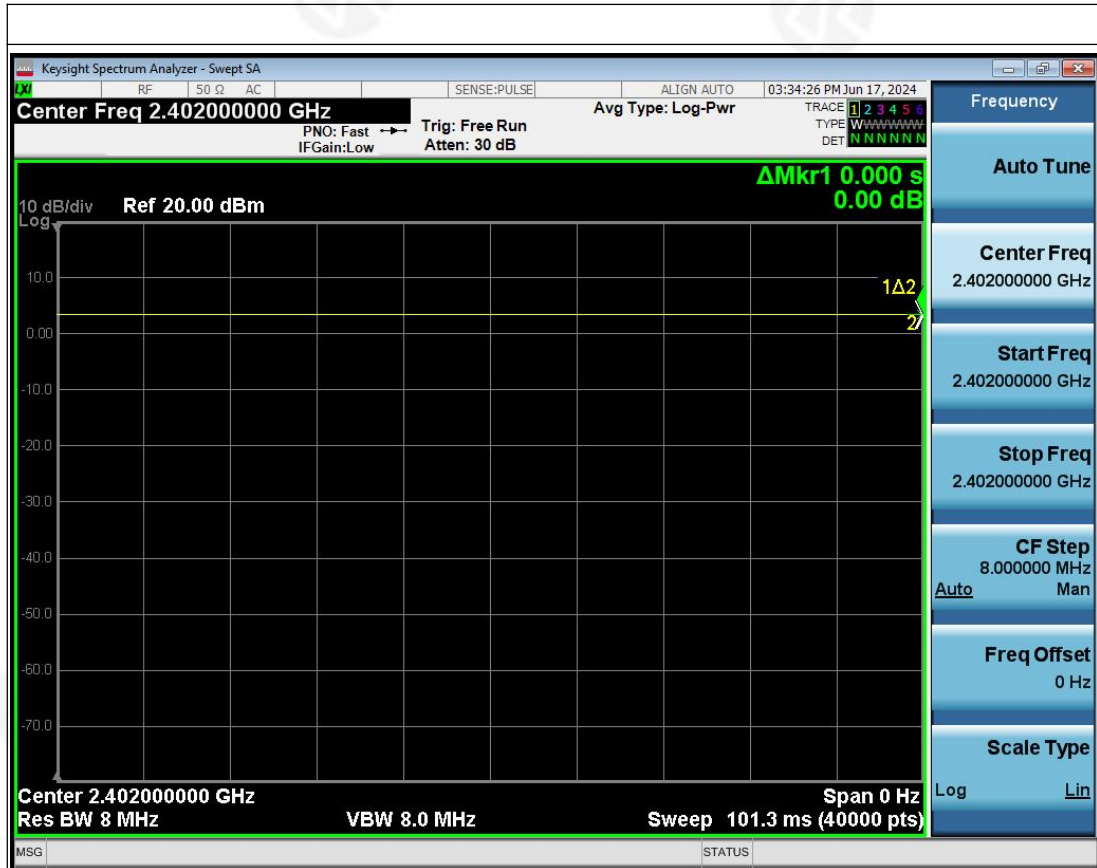 Keysight Spectrum Analyzer - Swept SA
LXI RF 50 Ω AC SENSE:PULSE ALIGN AUTO 03:34:26 PM Jun 17, 2024
Center Freq 2.402000000 GHz
PNO: Fast
IFGain:Low
Trig: Free Run
Atten: 30 dB
Avg Type: Log-Pwr
TRACE 1 2 3 4 5 6
TYPE WWWWWW
DET N N N N N N
ΔMkr1 0.000 s
0.00 dB
10 dB/div Ref 20.00 dBm
Log
10.0
0.00
-10.0
-20.0
-30.0
-40.0
-50.0
-60.0
-70.0
1Δ2
2
Center 2.402000000 GHz Span 0 Hz
Res BW 8 MHz VBW 8.0 MHz Sweep 101.3 ms (40000 pts)
MSG STATUS
Frequency
Auto Tune
Center Freq
2.402000000 GHz
Start Freq
2.402000000 GHz
Stop Freq
2.402000000 GHz
CF Step
8.000000 MHz
Auto Man
Freq Offset
0 Hz
Scale Type
Log Lin